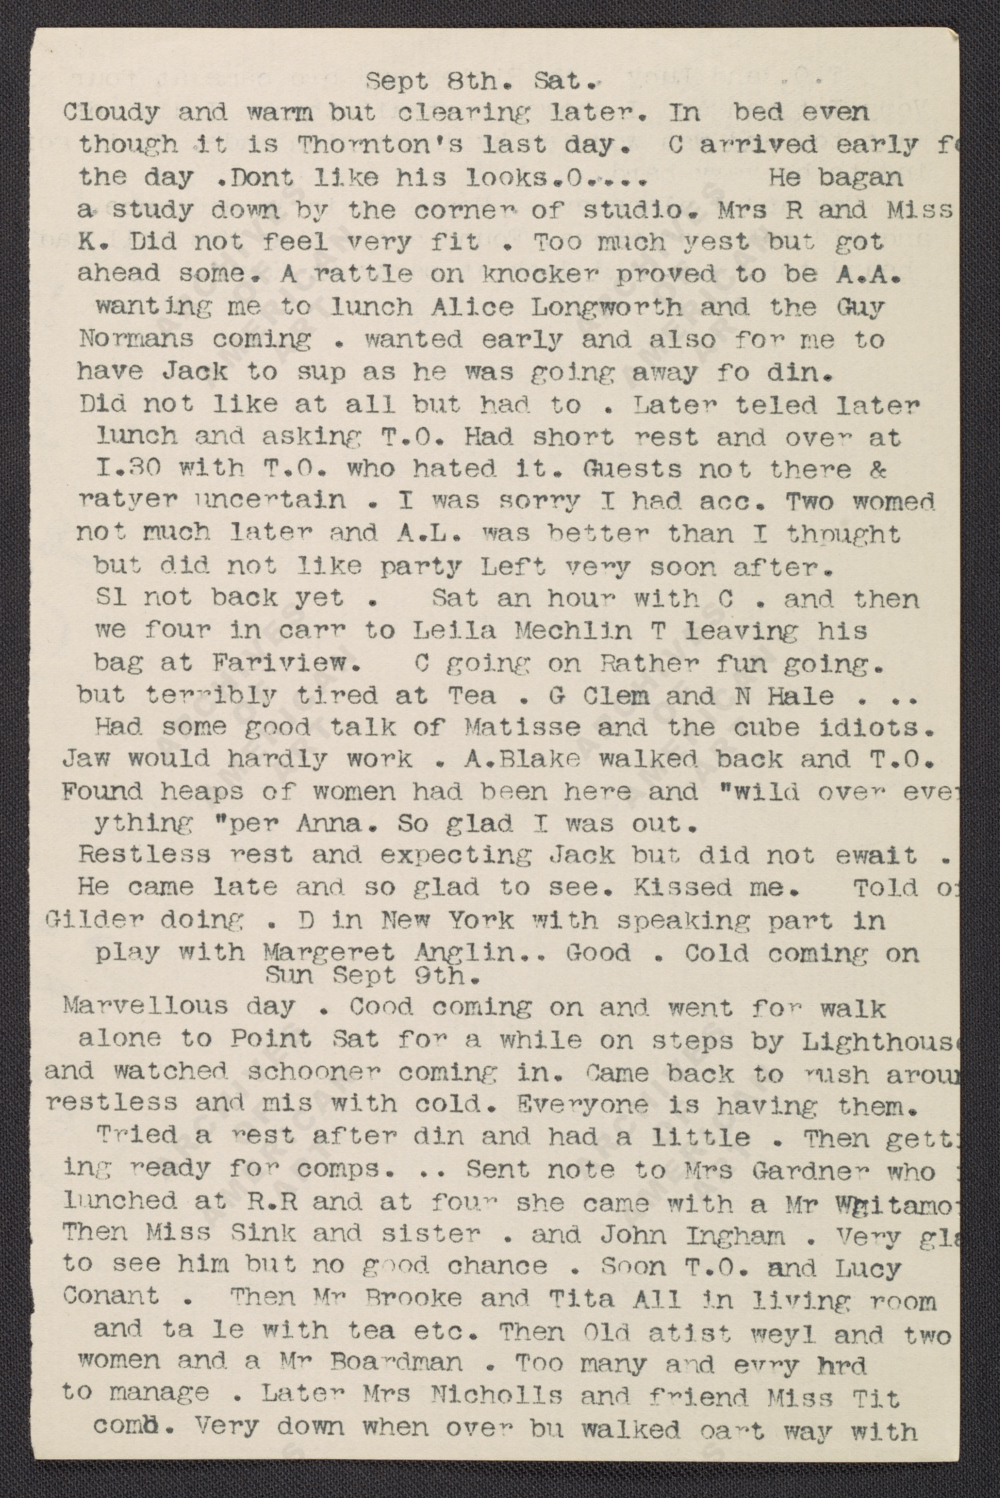 Sept 8th. Sat.
Cloudy and warm but clearing later. In bed even
though it is Thornton's last day. C arrived early fo
the day .Dont like his looks.O.... He bagan
a study down by the corner of studio. Mrs R and Miss
K. Did not feel very fit . Too much yest but got
ahead some. A rattle on knocker proved to be A.A.
wanting me to lunch Alice Longworth and the Guy
Normans coming . wanted early and also for me to
have Jack to sup as he was going away fo din.
Did not like at all but had to . Later teled later
lunch and asking T.O. Had short rest and over at
I.30 with T.O. who hated it. Guests not there &
ratyer uncertain . I was sorry I had acc. Two womed
not much later and A.L. was better than I thpught
but did not like party Left very soon after.
Sl not back yet . Sat an hour with C . and then
we four in carr to Leila Mechlin T leaving his
bag at Fariview. C going on Rather fun going.
but terribly tired at Tea . G Clem and N Hale . ..
Had some good talk of Matisse and the cube idiots.
Jaw would hardly work . A.Blake walked back and T.O.
Found heaps of women had been here and "wild over ever
ything "per Anna. So glad I was out.
Restless rest and expecting Jack but did not ewait .
He came late and so glad to see. Kissed me. Told of
Gilder doing . D in New York with speaking part in
play with Margeret Anglin.. Good . Cold coming on
Sun Sept 9th.
Marvellous day . Cood coming on and went for walk
alone to Point Sat for a while on steps by Lighthouse
and watched schooner coming in. Came back to rush aroun
restless and mis with cold. Everyone is having them.
Tried a rest after din and had a little . Then getti
ing ready for comps. .. Sent note to Mrs Gardner who
lunched at R.R and at four she came with a Mr Whitamor
Then Miss Sink and sister . and John Ingham . Very gla
to see him but no good chance . Soon T.O. and Lucy
Conant . Then Mr Brooke and Tita All in living room
and ta le with tea etc. Then Old atist weyl and two
women and a Mr Boardman . Too many and evry hrd
to manage . Later Mrs Nicholls and friend Miss Tit
comb. Very down when over bu walked oart way with